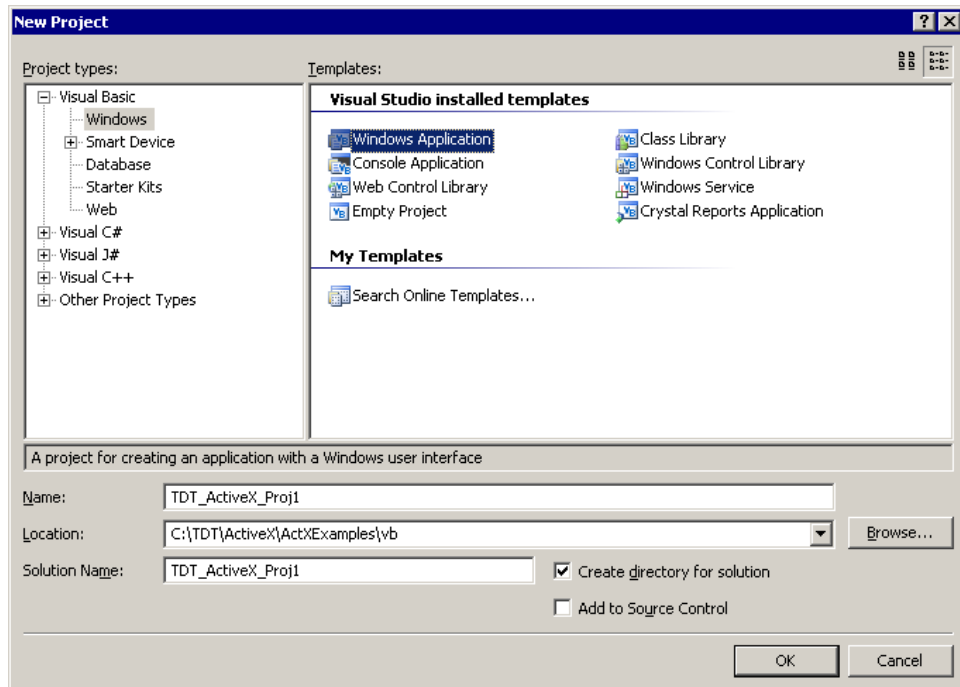 New Project
Project types:
Templates:
Visual Basic
Windows
Smart Device
Database
Starter Kits
Web
Visual C#
Visual J#
Visual C++
Other Project Types
Visual Studio installed templates
Windows Application
Class Library
Console Application
Windows Control Library
Web Control Library
Windows Service
Empty Project
Crystal Reports Application
My Templates
Search Online Templates...
A project for creating an application with a Windows user interface
Name: TDT_ActiveX_Proj1
Location: C:\TDT\ActiveX\ActXExamples\vb Browse...
Solution Name: TDT_ActiveX_Proj1 Create directory for solution
Add to Source Control
OK Cancel